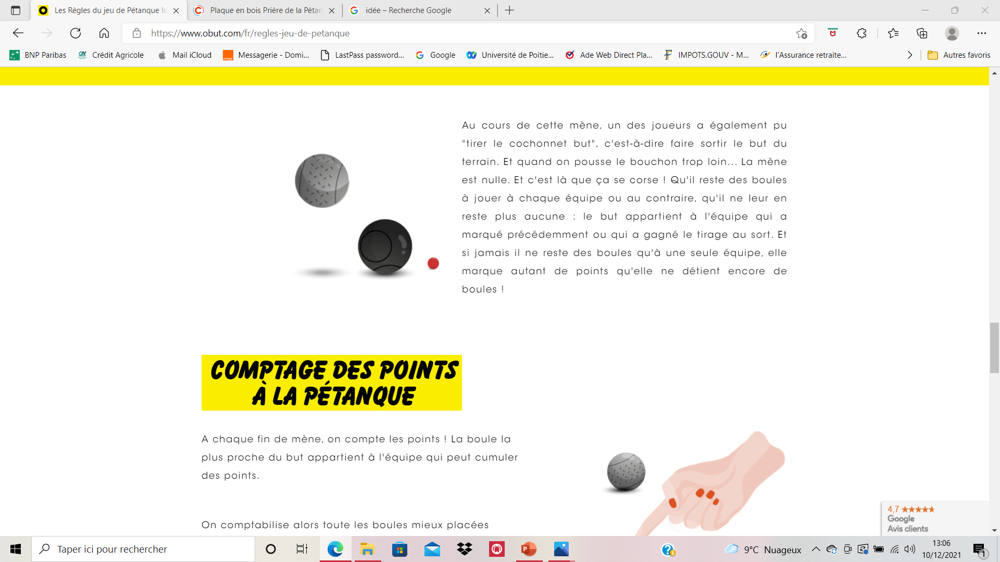 Les Règles du jeu de Pétanque lu
Plaque en bois Prière de la Pétan
idée – Recherche Google
https://www.obut.com/fr/regles-jeu-de-petanque
BNP Paribas
Crédit Agricole
Mail iCloud
Messagerie - Domi...
LastPass password...
Google
Université de Poitie...
Ade Web Direct Pla...
IMPOTS.GOUV - M...
l'Assurance retraite...
Autres favoris
Au cours de cette mène, un des joueurs a également pu
"tirer le cochonnet but", c'est-à-dire faire sortir le but du
terrain. Et quand on pousse le bouchon trop loin... La mène
est nulle. Et c'est là que ça se corse ! Qu'il reste des boules
à jouer à chaque équipe ou au contraire, qu'il ne leur en
reste plus aucune : le but appartient à l'équipe qui a
marqué précédemment ou qui a gagné le tirage au sort. Et
si jamais il ne reste des boules qu'à une seule équipe, elle
marque autant de points qu'elle ne détient encore de
boules !
COMPTAGE DES POINTS
À LA PÉTANQUE
A chaque fin de mène, on compte les points ! La boule la
plus proche du but appartient à l'équipe qui peut cumuler
des points.
On comptabilise alors toute les boules mieux placées
4,7
Google
Avis clients
Taper ici pour rechercher
9°C Nuageux
13:06
10/12/2021
1